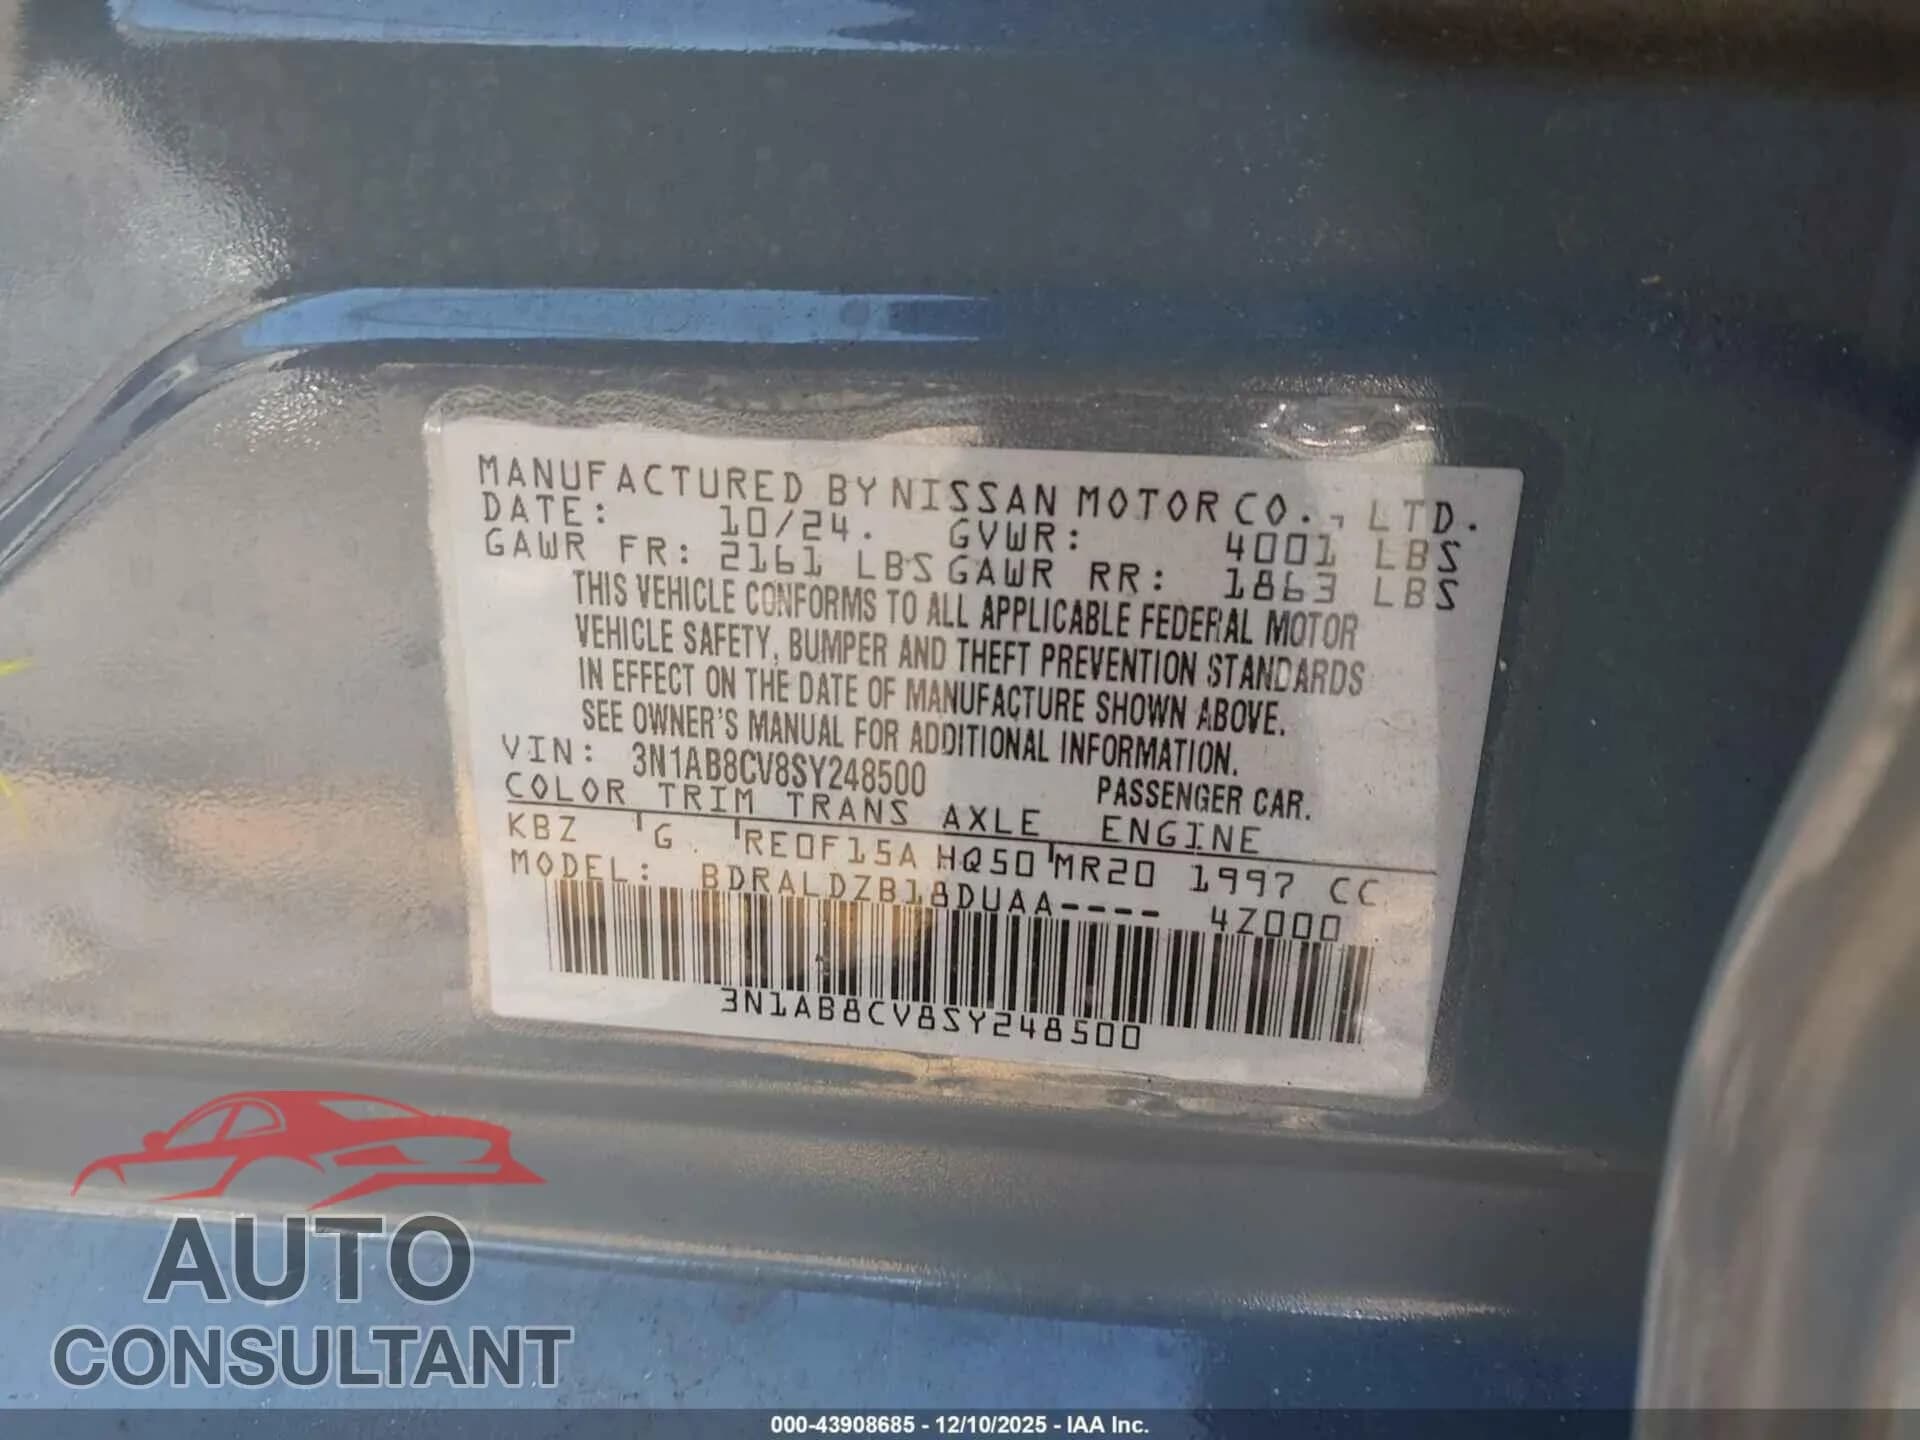 MANUFACTURED BY NISSAN MOTOR CO., LTD.
DATE: 10/24. GVWR: 4001 LBS
GAWR FR: 2161 LBS GAWR RR: 1863 LBS
THIS VEHICLE CONFORMS TO ALL APPLICABLE FEDERAL MOTOR
VEHICLE SAFETY, BUMPER AND THEFT PREVENTION STANDARDS
IN EFFECT ON THE DATE OF MANUFACTURE SHOWN ABOVE.
SEE OWNER'S MANUAL FOR ADDITIONAL INFORMATION.
VIN: 3N1AB8CV8SY248500 PASSENGER CAR.
COLOR TRIM TRANS AXLE ENGINE
KBZ G RE0F15A HQ50 MR20 1997 CC
MODEL: BDRALDZB18DUAA---- 4Z000
3N1AB8CV8SY248500
AUTO
CONSULTANT
000-43908685 - 12/10/2025 - IAA Inc.